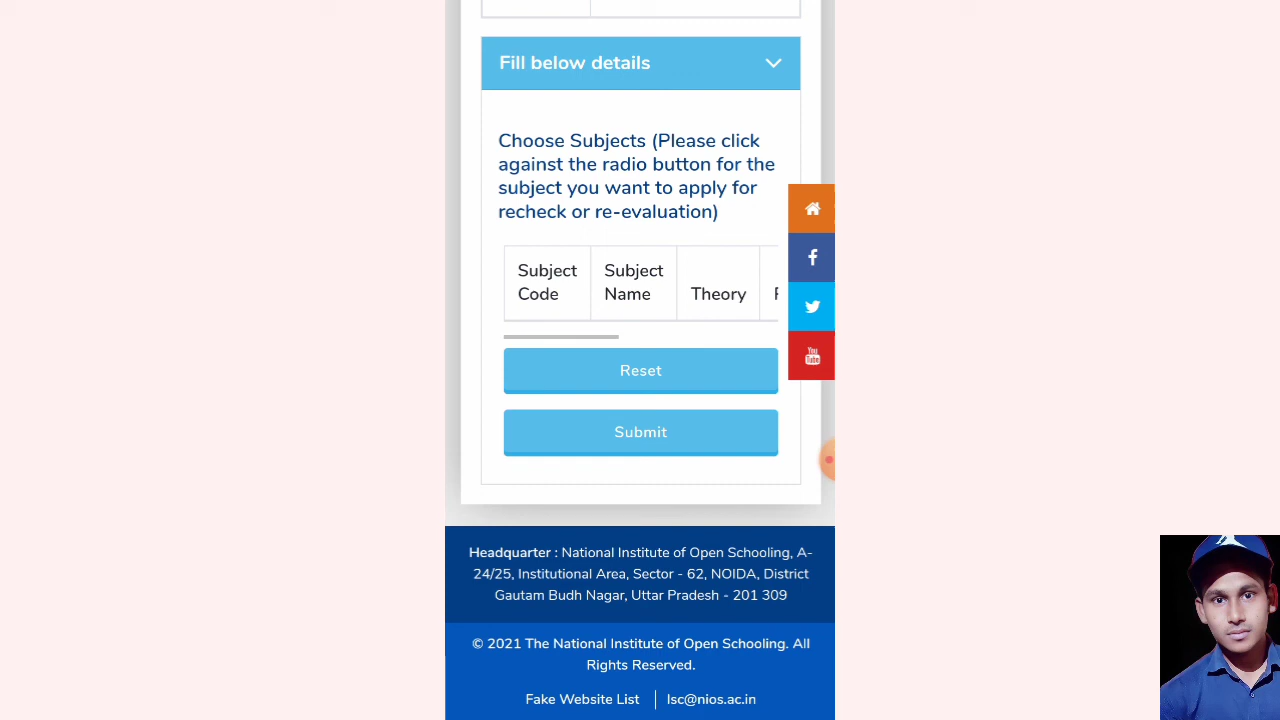 Fill below details
Choose Subjects (Please click
against the radio button for the
subject you want to apply for
recheck or re-evaluation)
Subject Code
Subject Name
Theory
Reset
Submit
Headquarter : National Institute of Open Schooling, A-
24/25, Institutional Area, Sector - 62, NOIDA, District
Gautam Budh Nagar, Uttar Pradesh - 201 309
© 2021 The National Institute of Open Schooling. All
Rights Reserved.
Fake Website List | lsc@nios.ac.in
You
Tube